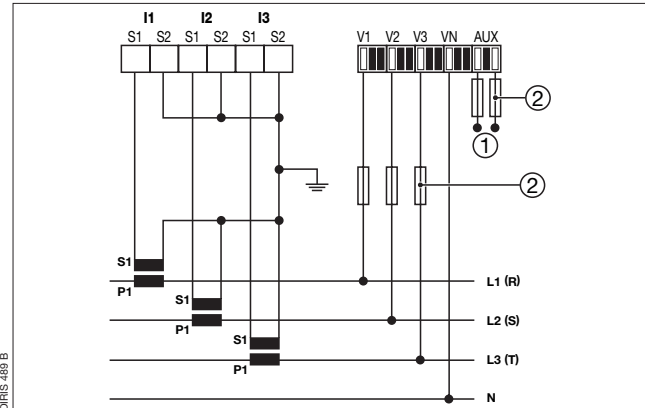 I1 I2 I3
S1 S2 S1 S2 S1 S2 V1 V2 V3 VN AUX
2
1
2
S1
P1 L1 (R)
S1
P1 L2 (S)
S1
P1 L3 (T)
N
DIRIS 489 B